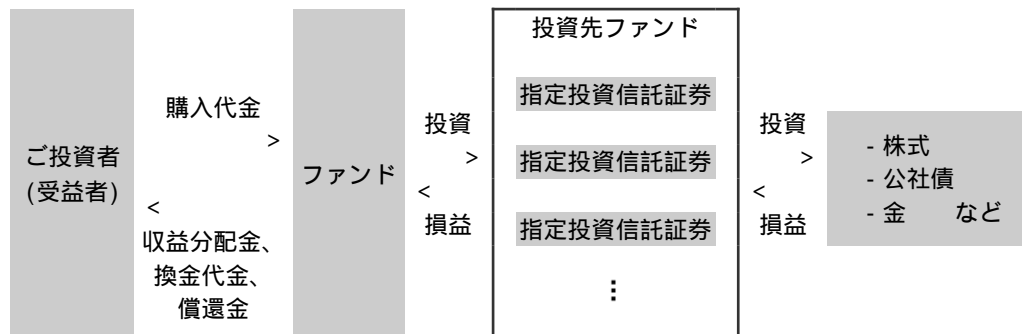 ご投資者
(受益者)
購入代金
>
<
収益分配金、
換金代金、
償還金
ファンド
投資
>
<
損益
投資先ファンド
指定投資信託証券
指定投資信託証券
指定投資信託証券
⋮
投資
>
<
損益
- 株式
- 公社債
- 金　　など